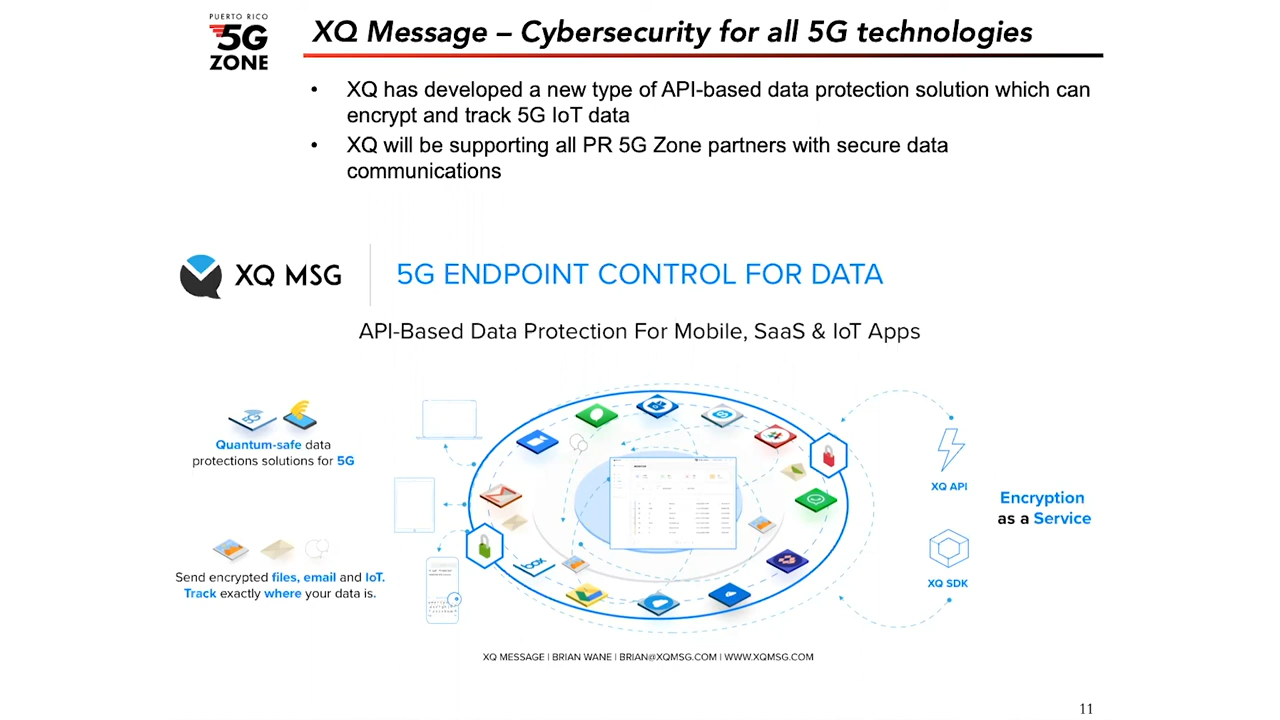 PUERTO RICO
5G
ZONE
XQ Message – Cybersecurity for all 5G technologies
• XQ has developed a new type of API-based data protection solution which can
encrypt and track 5G IoT data
• XQ will be supporting all PR 5G Zone partners with secure data
communications
XQ MSG
5G ENDPOINT CONTROL FOR DATA
API-Based Data Protection For Mobile, SaaS & IoT Apps
5G
Quantum-safe data
protections solutions for 5G
Send encrypted files, email and IoT.
Track exactly where your data is.
box
XQ API
Encryption
as a Service
XQ SDK
XQ MESSAGE | BRIAN WANE | BRIAN@XQMSG.COM | WWW.XQMSG.COM
11